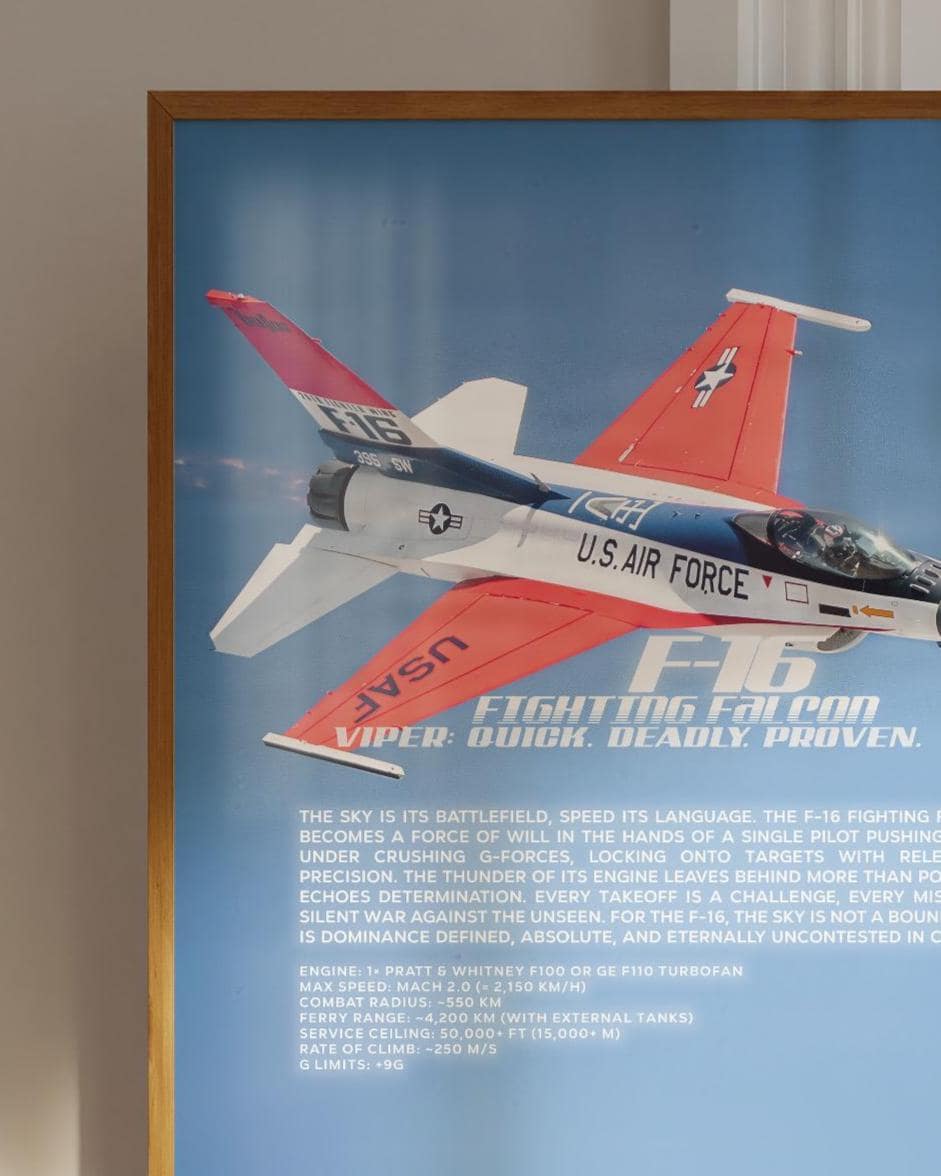 F-16
395 SW
U.S. AIR FORCE
USAF
F-16
FIGHTING FALCON
VIPER: QUICK. DEADLY. PROVEN.
THE SKY IS ITS BATTLEFIELD, SPEED ITS LANGUAGE. THE F-16 FIGHTING
BECOMES A FORCE OF WILL IN THE HANDS OF A SINGLE PILOT PUSHING
UNDER CRUSHING G-FORCES, LOCKING ONTO TARGETS WITH RELE
PRECISION. THE THUNDER OF ITS ENGINE LEAVES BEHIND MORE THAN PO
ECHOES DETERMINATION. EVERY TAKEOFF IS A CHALLENGE, EVERY MIS
SILENT WAR AGAINST THE UNSEEN. FOR THE F-16, THE SKY IS NOT A BOUN
IS DOMINANCE DEFINED, ABSOLUTE, AND ETERNALLY UNCONTESTED IN C
ENGINE: 1× PRATT & WHITNEY F100 OR GE F110 TURBOFAN
MAX SPEED: MACH 2.0 (≈ 2,150 KM/H)
COMBAT RADIUS: ~550 KM
FERRY RANGE: ~4,200 KM (WITH EXTERNAL TANKS)
SERVICE CEILING: 50,000+ FT (15,000+ M)
RATE OF CLIMB: ~250 M/S
G LIMITS: +9G